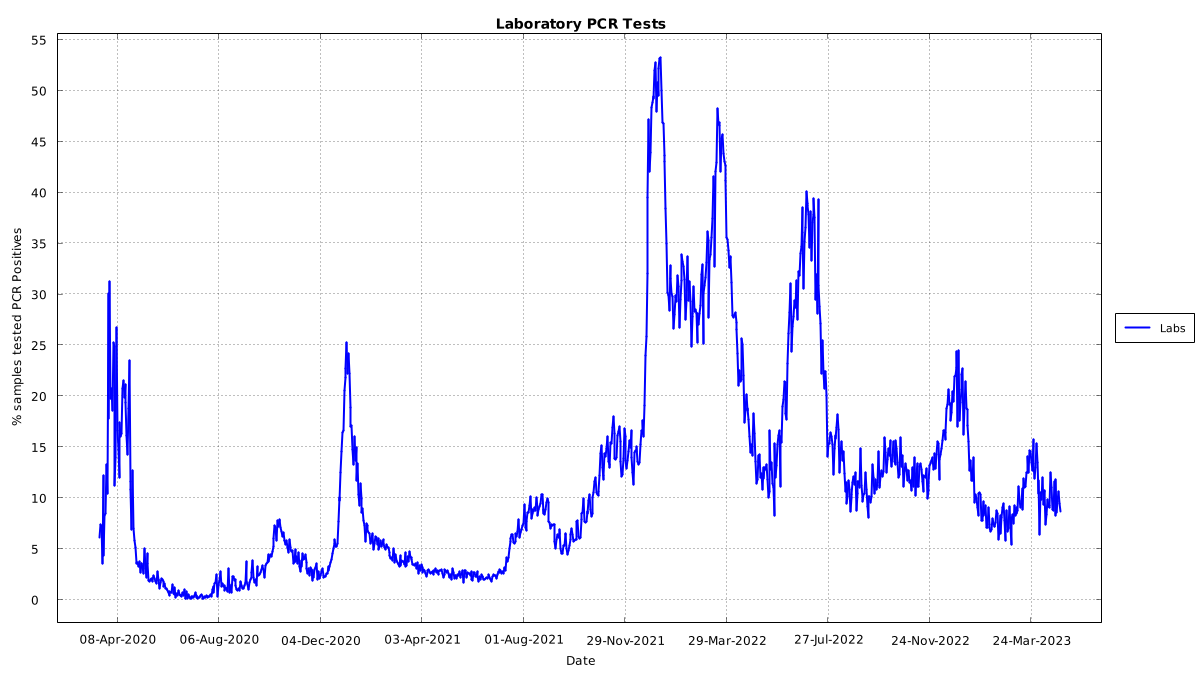 Laboratory PCR Tests
% samples tested PCR Positives
55
50
45
40
35
30
25
20
15
10
5
0
08-Apr-2020 06-Aug-2020 04-Dec-2020 03-Apr-2021 01-Aug-2021 29-Nov-2021 29-Mar-2022 27-Jul-2022 24-Nov-2022 24-Mar-2023
Date
Labs